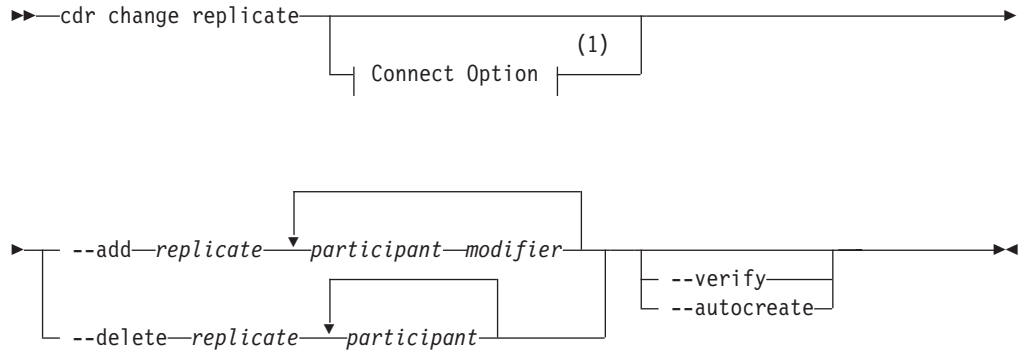 cdr change replicate
(1)
Connect Option
--add replicate participant modifier
--verify
--autocreate
--delete replicate participant